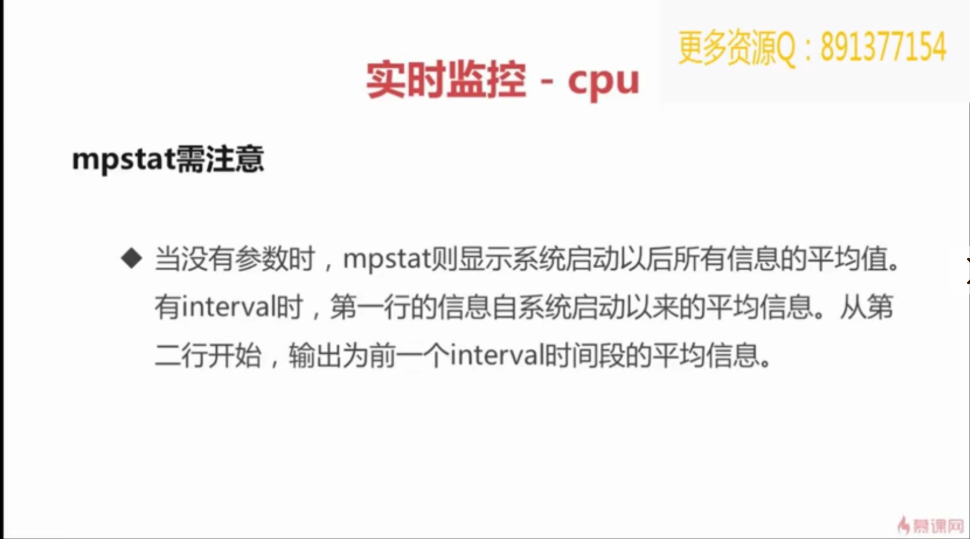 更多资源Q：891377154
实时监控 - cpu
mpstat需注意
◆ 当没有参数时，mpstat则显示系统启动以后所有信息的平均值。
有interval时，第一行的信息自系统启动以来的平均信息。从第
二行开始，输出为前一个interval时间段的平均信息。
慕课网